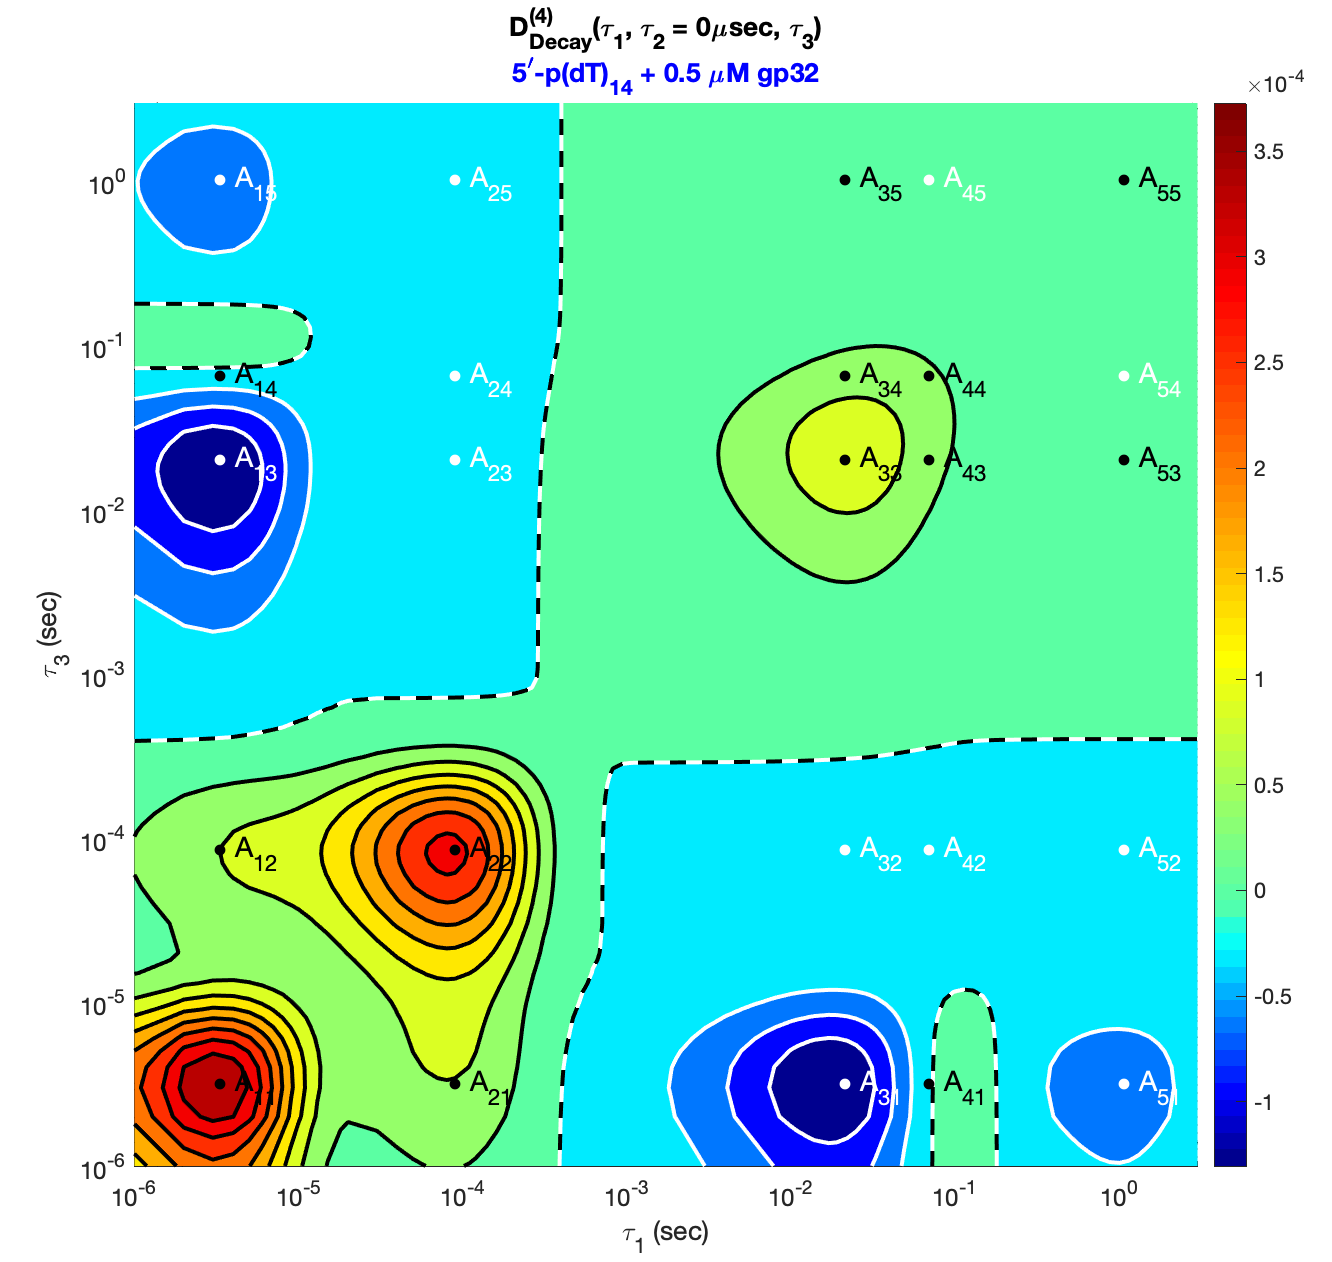 D_Decay^(4)(τ₁, τ₂ = 0μsec, τ₃)
5′-p(dT)₁₄ + 0.5 μM gp32
×10⁻⁴
3.5
3
2.5
2
1.5
1
0.5
0
-0.5
-1
τ₃ (sec)
10⁰
10⁻¹
10⁻²
10⁻³
10⁻⁴
10⁻⁵
10⁻⁶
A₁₅ A₂₅ A₃₅ A₄₅ A₅₅
A₁₄ A₂₄ A₃₄ A₄₄ A₅₄
A₁₃ A₂₃ A₃₃ A₄₃ A₅₃
A₁₂ A₂₂ A₃₂ A₄₂ A₅₂
A₁₁ A₂₁ A₃₁ A₄₁ A₅₁
10⁻⁶ 10⁻⁵ 10⁻⁴ 10⁻³ 10⁻² 10⁻¹ 10⁰
τ₁ (sec)